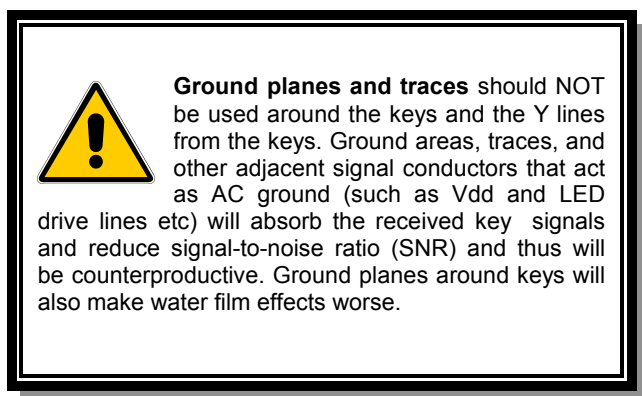 Ground planes and traces should NOT
be used around the keys and the Y lines
from the keys. Ground areas, traces, and
other adjacent signal conductors that act
as AC ground (such as Vdd and LED
drive lines etc) will absorb the received key signals
and reduce signal-to-noise ratio (SNR) and thus will
be counterproductive. Ground planes around keys will
also make water film effects worse.